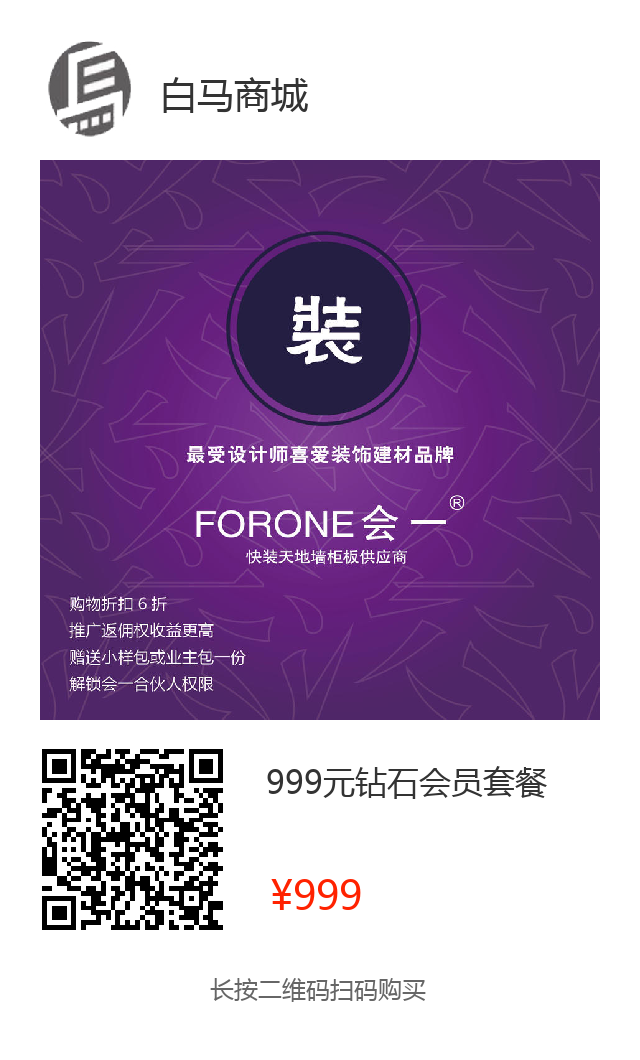 白马商城
裝
最受设计师喜爱装饰建材品牌
FORONE 会一®
快装天地墙柜板供应商
购物折扣 6 折
推广返佣权收益更高
赠送小样包或业主包一份
解锁会一合伙人权限
999元钻石会员套餐
¥999
长按二维码扫码购买